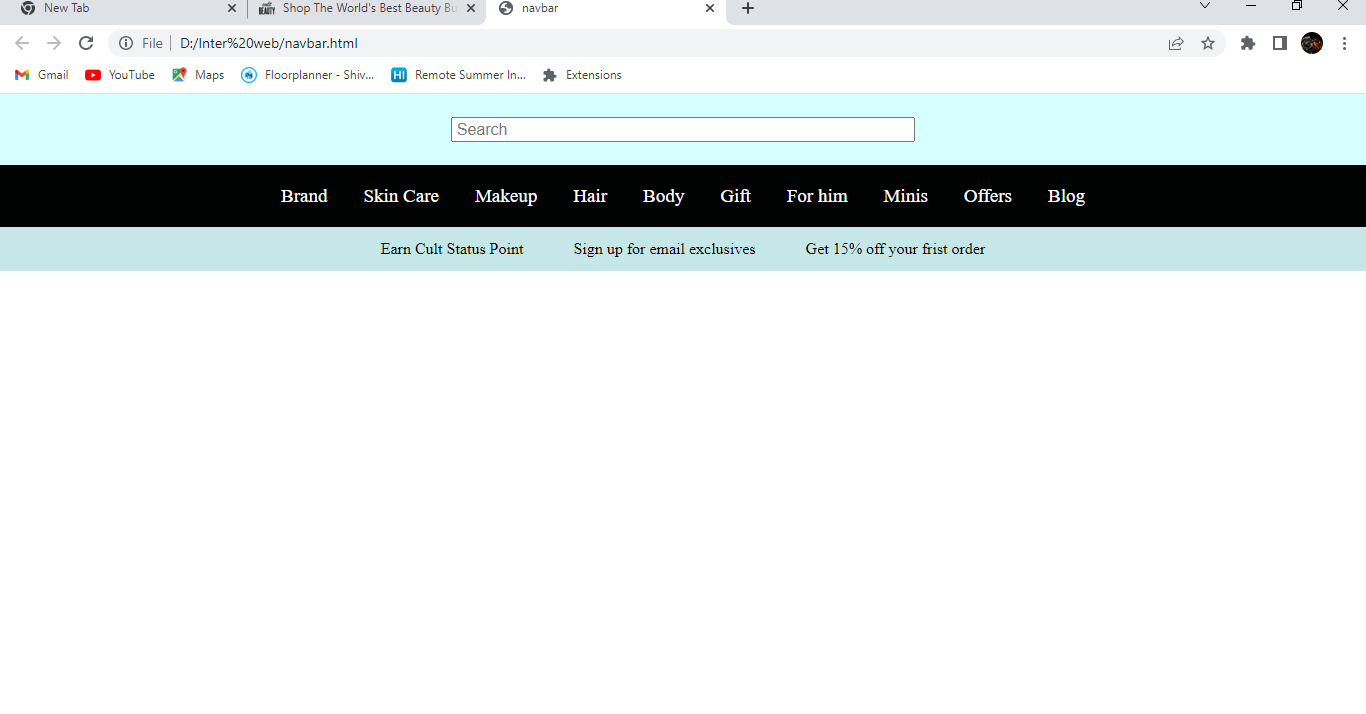 New Tab
BEAUTY Shop The World's Best Beauty Bu
navbar
File D:/Inter%20web/navbar.html
Gmail YouTube Maps Floorplanner - Shiv... HI Remote Summer In... Extensions
Search
Brand Skin Care Makeup Hair Body Gift For him Minis Offers Blog
Earn Cult Status Point Sign up for email exclusives Get 15% off your frist order